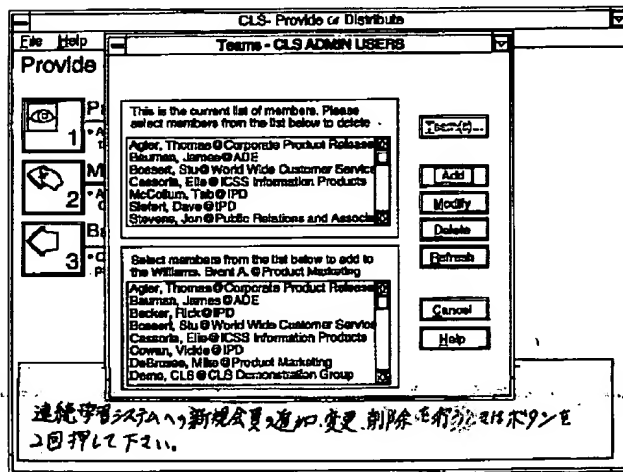 CLS- Provide or Distribute
File Help
Teams - CLS ADMIN USERS
Provide
1
2
3
This is the current list of members. Please
select members from the list below to delete
Agler, Thomas@Corporate Product Release
Bauman, James@ADE
Bossert, Stu@World Wide Customer Service
Cassoria, Elle@ICSS Information Products
McCollum, Tab@IPD
Siefert, Dave@IPD
Stevens, Jon@Public Relations and Associa
Select members from the list below to add to
the Williams. Brent A.@Product Marketing
Agler, Thomas@Corporate Product Release
Bauman, James@ADE
Becker, Rick@IPD
Bossert, Stu@World Wide Customer Service
Cassoria, Elle@ICSS Information Products
Cowan, Vickie@IPD
DeBrosse, Mike@Product Marketing
Demo, CLS@CLS Demonstration Group
Team(s)...
Add
Modify
Delete
Refresh
Cancel
Help
連続学習システムへの新規会員の追加、変更、削除を行うにはボタンを
2回押して下さい。